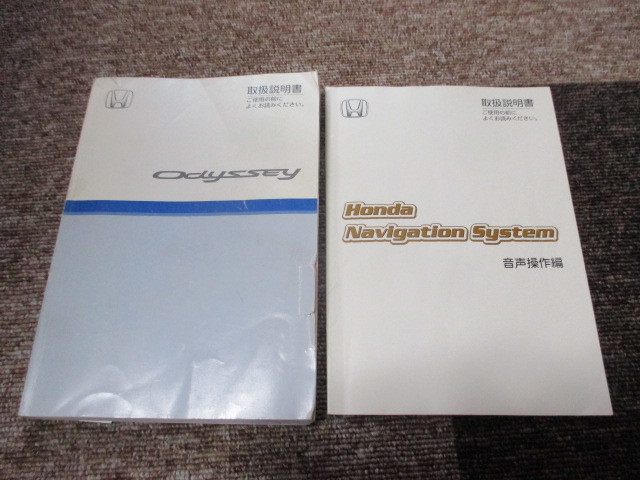 取扱説明書
ご使用の前に
よくお読みください。
ODYSSEY
取扱説明書
ご使用の前に
よくお読みください。
Honda
Navigation System
音声操作編